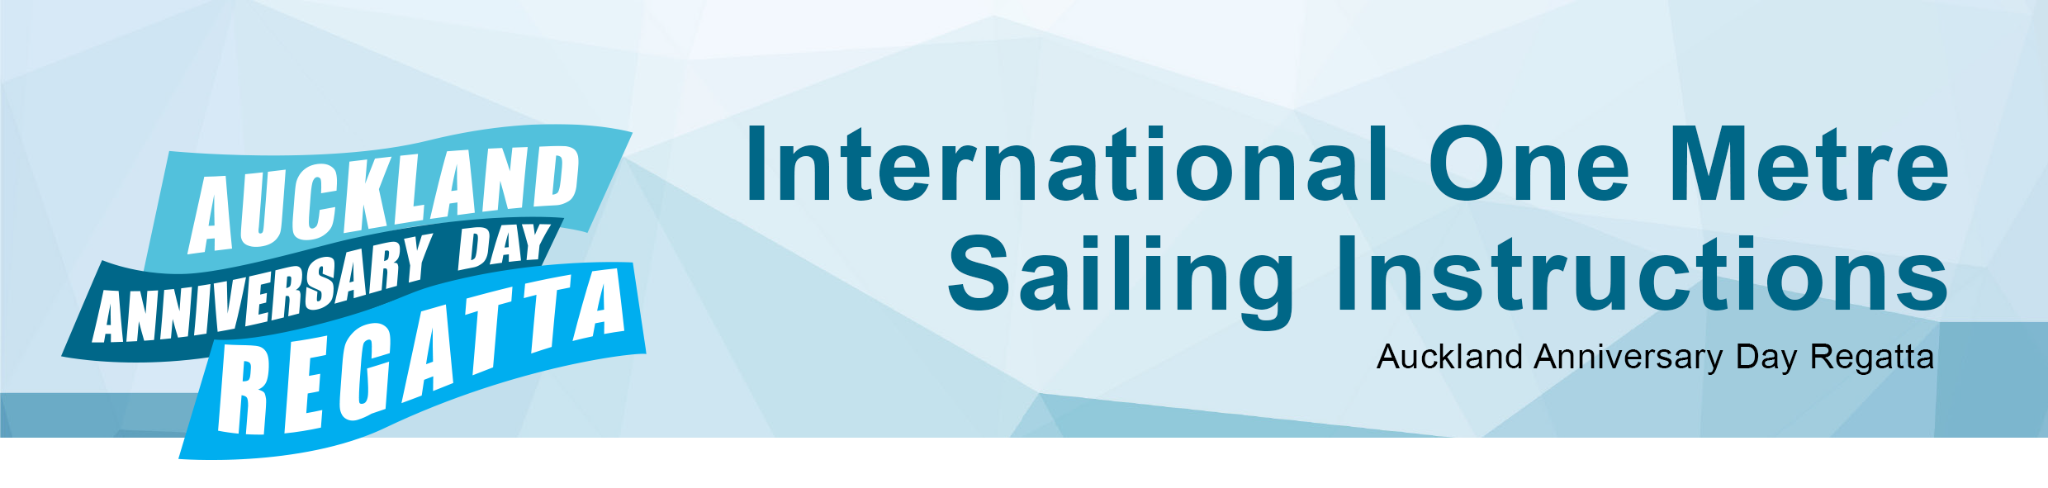 AUCKLAND
ANNIVERSARY DAY
REGATTA
International One Metre
Sailing Instructions
Auckland Anniversary Day Regatta